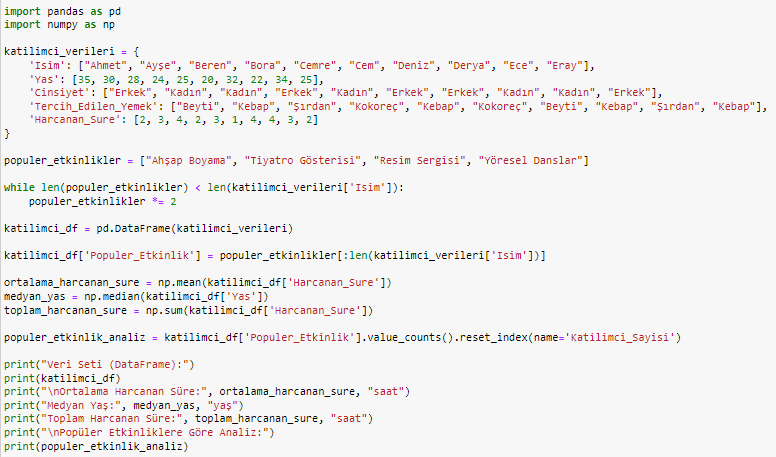 import pandas as pd
import numpy as np
katilimci_verileri = {
'Isim': ["Ahmet", "Ayşe", "Beren", "Bora", "Cemre", "Cem", "Deniz", "Derya", "Ece", "Eray"],
'Yas': [35, 30, 28, 24, 25, 20, 32, 22, 34, 25],
'Cinsiyet': ["Erkek", "Kadın", "Kadın", "Erkek", "Kadın", "Erkek", "Erkek", "Kadın", "Kadın", "Erkek"],
'Tercih_Edilen_Yemek': ["Beyti", "Kebap", "Şırdan", "Kokoreç", "Kebap", "Kokoreç", "Beyti", "Kebap", "Şırdan", "Kebap"],
'Harcanan_Sure': [2, 3, 4, 2, 3, 1, 4, 4, 3, 2]
}
populer_etkinlikler = ["Ahşap Boyama", "Tiyatro Gösterisi", "Resim Sergisi", "Yöresel Danslar"]
while len(populer_etkinlikler) < len(katilimci_verileri['Isim']):
populer_etkinlikler *= 2
katilimci_df = pd.DataFrame(katilimci_verileri)
katilimci_df['Populer_Etkinlik'] = populer_etkinlikler[:len(katilimci_verileri['Isim'])]
ortalama_harcanan_sure = np.mean(katilimci_df['Harcanan_Sure'])
medyan_yas = np.median(katilimci_df['Yas'])
toplam_harcanan_sure = np.sum(katilimci_df['Harcanan_Sure'])
populer_etkinlik_analiz = katilimci_df['Populer_Etkinlik'].value_counts().reset_index(name='Katilimci_Sayisi')
print("Veri Seti (DataFrame):")
print(katilimci_df)
print("\nOrtalama Harcanan Süre:", ortalama_harcanan_sure, "saat")
print("Medyan Yaş:", medyan_yas, "yaş")
print("Toplam Harcanan Süre:", toplam_harcanan_sure, "saat")
print("\nPopüler Etkinliklere Göre Analiz:")
print(populer_etkinlik_analiz)